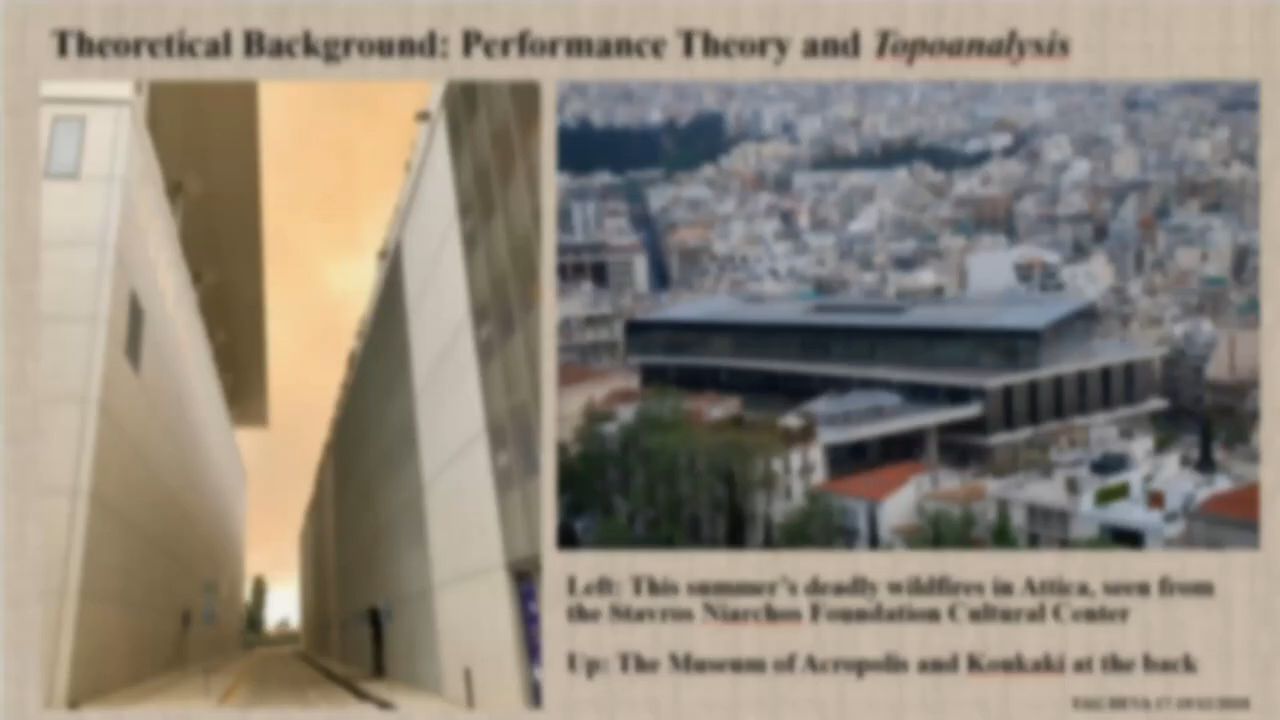 Theoretical Background: Performance Theory and Topoanalysis
Left: This summer's deadly wildfires in Attica, seen from
the Stavros Niarchos Foundation Cultural Center
Up: The Museum of Acropolis and Koukaki at the back